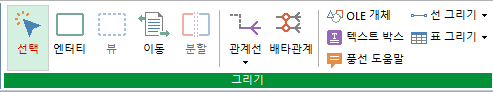 선택 엔터티 뷰 이동 분할 관계선 배타관계
OLE 개체 선 그리기
텍스트 박스 표 그리기
풍선 도움말
그리기